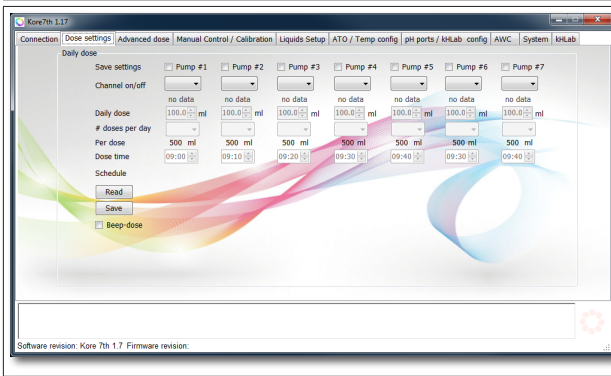 Kore7th 1.17
Connection Dose settings Advanced dose Manual Control / Calibration Liquids Setup ATO / Temp config pH ports / kHLab config AWC System kHLab
Daily dose
Save settings Pump #1 Pump #2 Pump #3 Pump #4 Pump #5 Pump #6 Pump #7
Channel on/off
no data no data no data no data no data no data no data
Daily dose 100.0 ml 100.0 ml 100.0 ml 100.0 ml 100.0 ml 100.0 ml 100.0 ml
# doses per day
Per dose 500 ml 500 ml 500 ml 500 ml 500 ml 500 ml 500 ml
Dose time 09:00 09:10 09:20 09:30 09:40 09:30 09:40
Schedule
Read
Save
Beep-dose
Software revision: Kore 7th 1.7 Firmware revision: